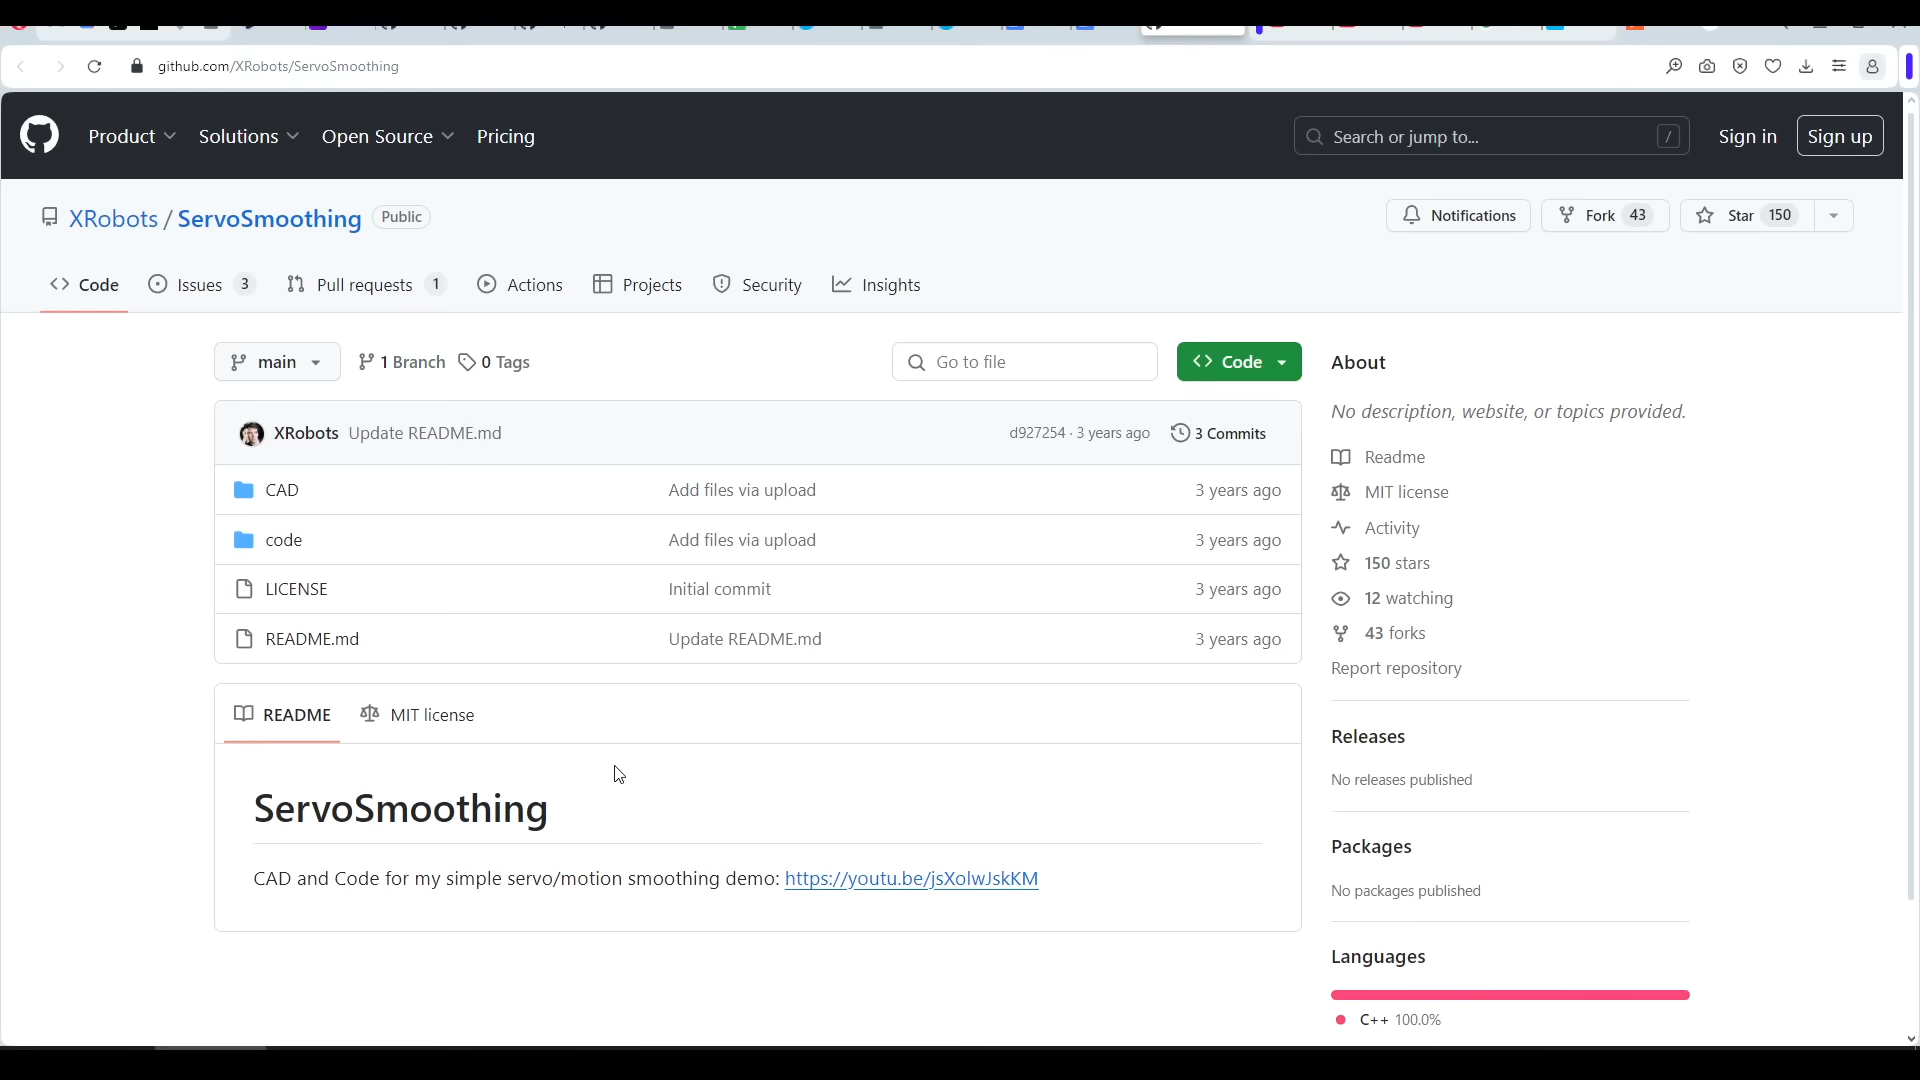 github.com/XRobots/ServoSmoothing
Product Solutions Open Source Pricing Search or jump to... / Sign in Sign up
XRobots / ServoSmoothing Public Notifications Fork 43 Star 150
Code Issues 3 Pull requests 1 Actions Projects Security Insights
main 1 Branch 0 Tags Go to file Code
XRobots Update README.md d927254 · 3 years ago 3 Commits
CAD Add files via upload 3 years ago
code Add files via upload 3 years ago
LICENSE Initial commit 3 years ago
README.md Update README.md 3 years ago
README MIT license
ServoSmoothing
CAD and Code for my simple servo/motion smoothing demo: https://youtu.be/jsXolwJskKM
About
No description, website, or topics provided.
Readme
MIT license
Activity
150 stars
12 watching
43 forks
Report repository
Releases
No releases published
Packages
No packages published
Languages
C++ 100.0%